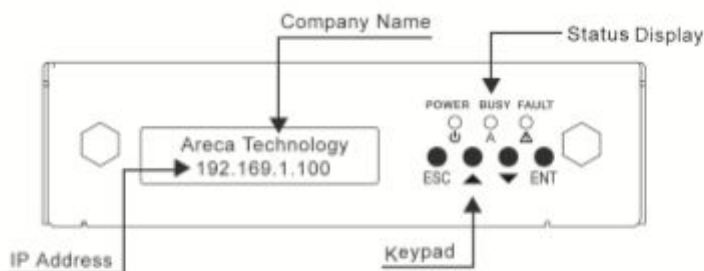 Company Name
Status Display
POWER BUSY FAULT
A
Areca Technology
192.169.1.100
ESC ▲ ▼ ENT
IP Address
Keypad